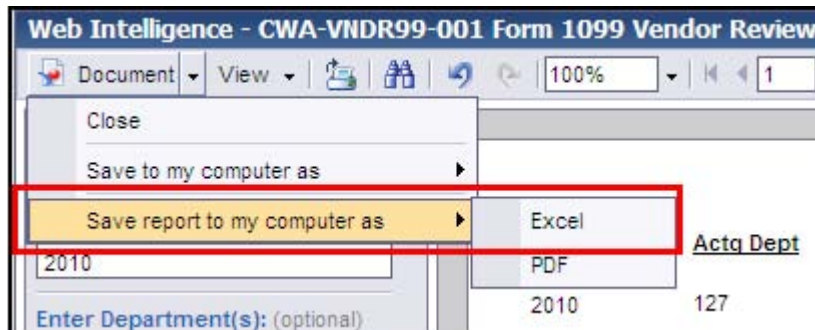 Web Intelligence - CWA-VNDR99-001 Form 1099 Vendor Review
Document View 100% 1
Close
Save to my computer as
Save report to my computer as
Excel
Actg Dept
2010
PDF
2010 127
Enter Department(s): (optional)